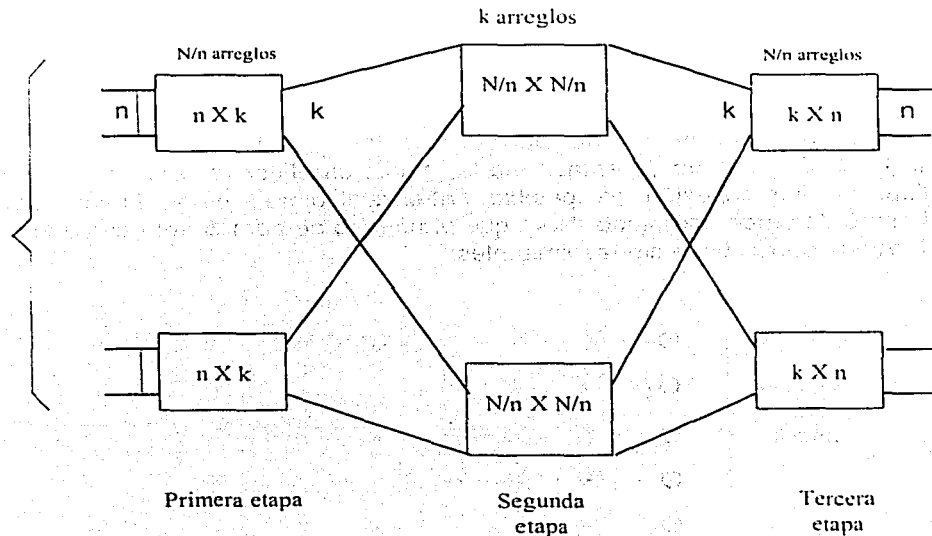 k arreglos
N/n arreglos
N/n arreglos
n
n X k
k
N/n X N/n
k
k X n
n
n X k
N/n X N/n
k X n
Primera etapa
Segunda
etapa
Tercera
etapa